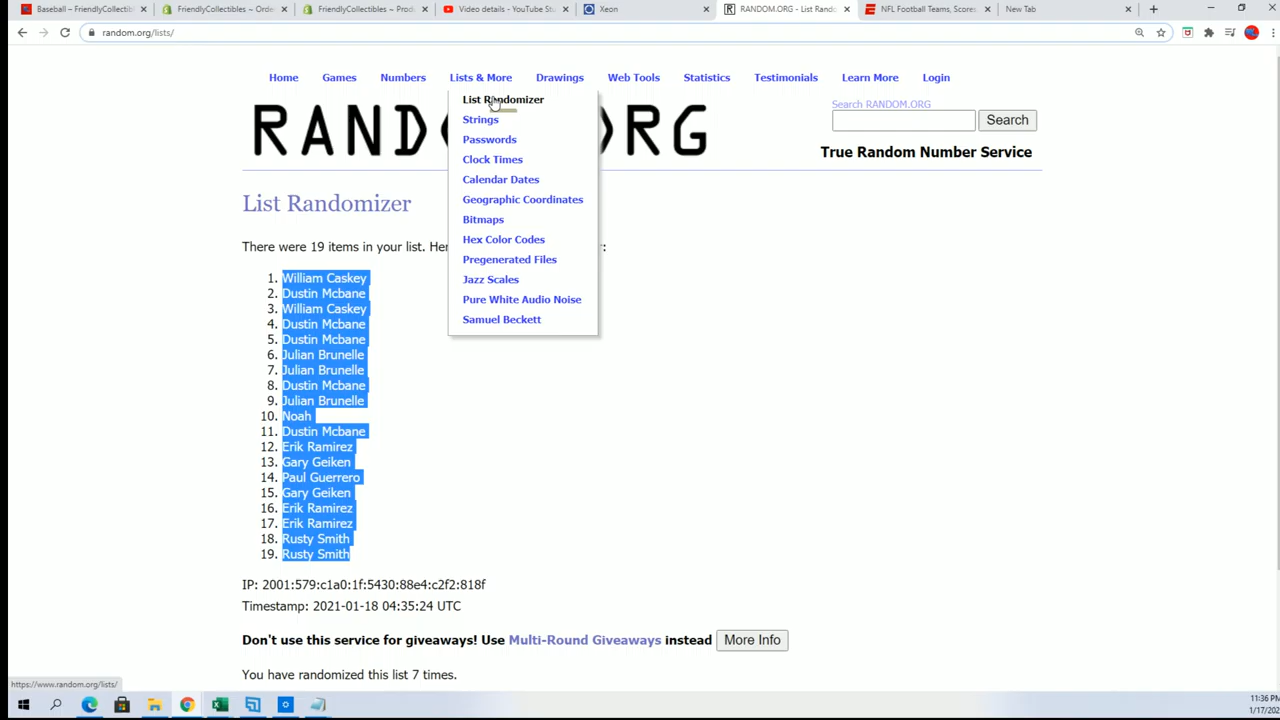 Baseball ~ FriendlyCollectibl
FriendlyCollectibles ~ Orde
FriendlyCollectibles ~ Prod
Video details - YouTube Stu
Xeon
RANDOM.ORG - List Rando
NFL Football Teams, Scores
New Tab
random.org/lists/
Home Games Numbers Lists & More Drawings Web Tools Statistics Testimonials Learn More Login
List Randomizer
Strings
Passwords
Clock Times
Calendar Dates
Geographic Coordinates
Bitmaps
Hex Color Codes
Pregenerated Files
Jazz Scales
Pure White Audio Noise
Samuel Beckett
Search RANDOM.ORG
Search
True Random Number Service
List Randomizer
There were 19 items in your list.
1. William Caskey
2. Dustin Mcbane
3. William Caskey
4. Dustin Mcbane
5. Dustin Mcbane
6. Julian Brunelle
7. Julian Brunelle
8. Dustin Mcbane
9. Julian Brunelle
10. Noah
11. Dustin Mcbane
12. Erik Ramirez
13. Gary Geiken
14. Paul Guerrero
15. Gary Geiken
16. Erik Ramirez
17. Erik Ramirez
18. Rusty Smith
19. Rusty Smith
IP: 2001:579:c1a0:1f:5430:88e4:c2f2:818f
Timestamp: 2021-01-18 04:35:24 UTC
Don't use this service for giveaways! Use Multi-Round Giveaways instead More Info
You have randomized this list 7 times.
https://www.random.org/lists/
11:36 PM
1/17/202